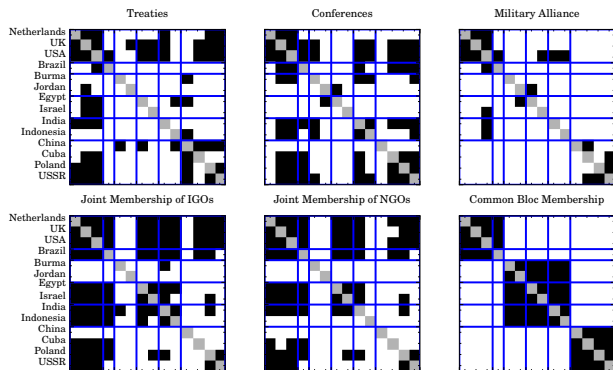 Treaties Conferences Military Alliance
Netherlands
UK
USA
Brazil
Burma
Jordan
Egypt
Israel
India
Indonesia
China
Cuba
Poland
USSR
Joint Membership of IGOs Joint Membership of NGOs Common Bloc Membership
Netherlands
UK
USA
Brazil
Burma
Jordan
Egypt
Israel
India
Indonesia
China
Cuba
Poland
USSR